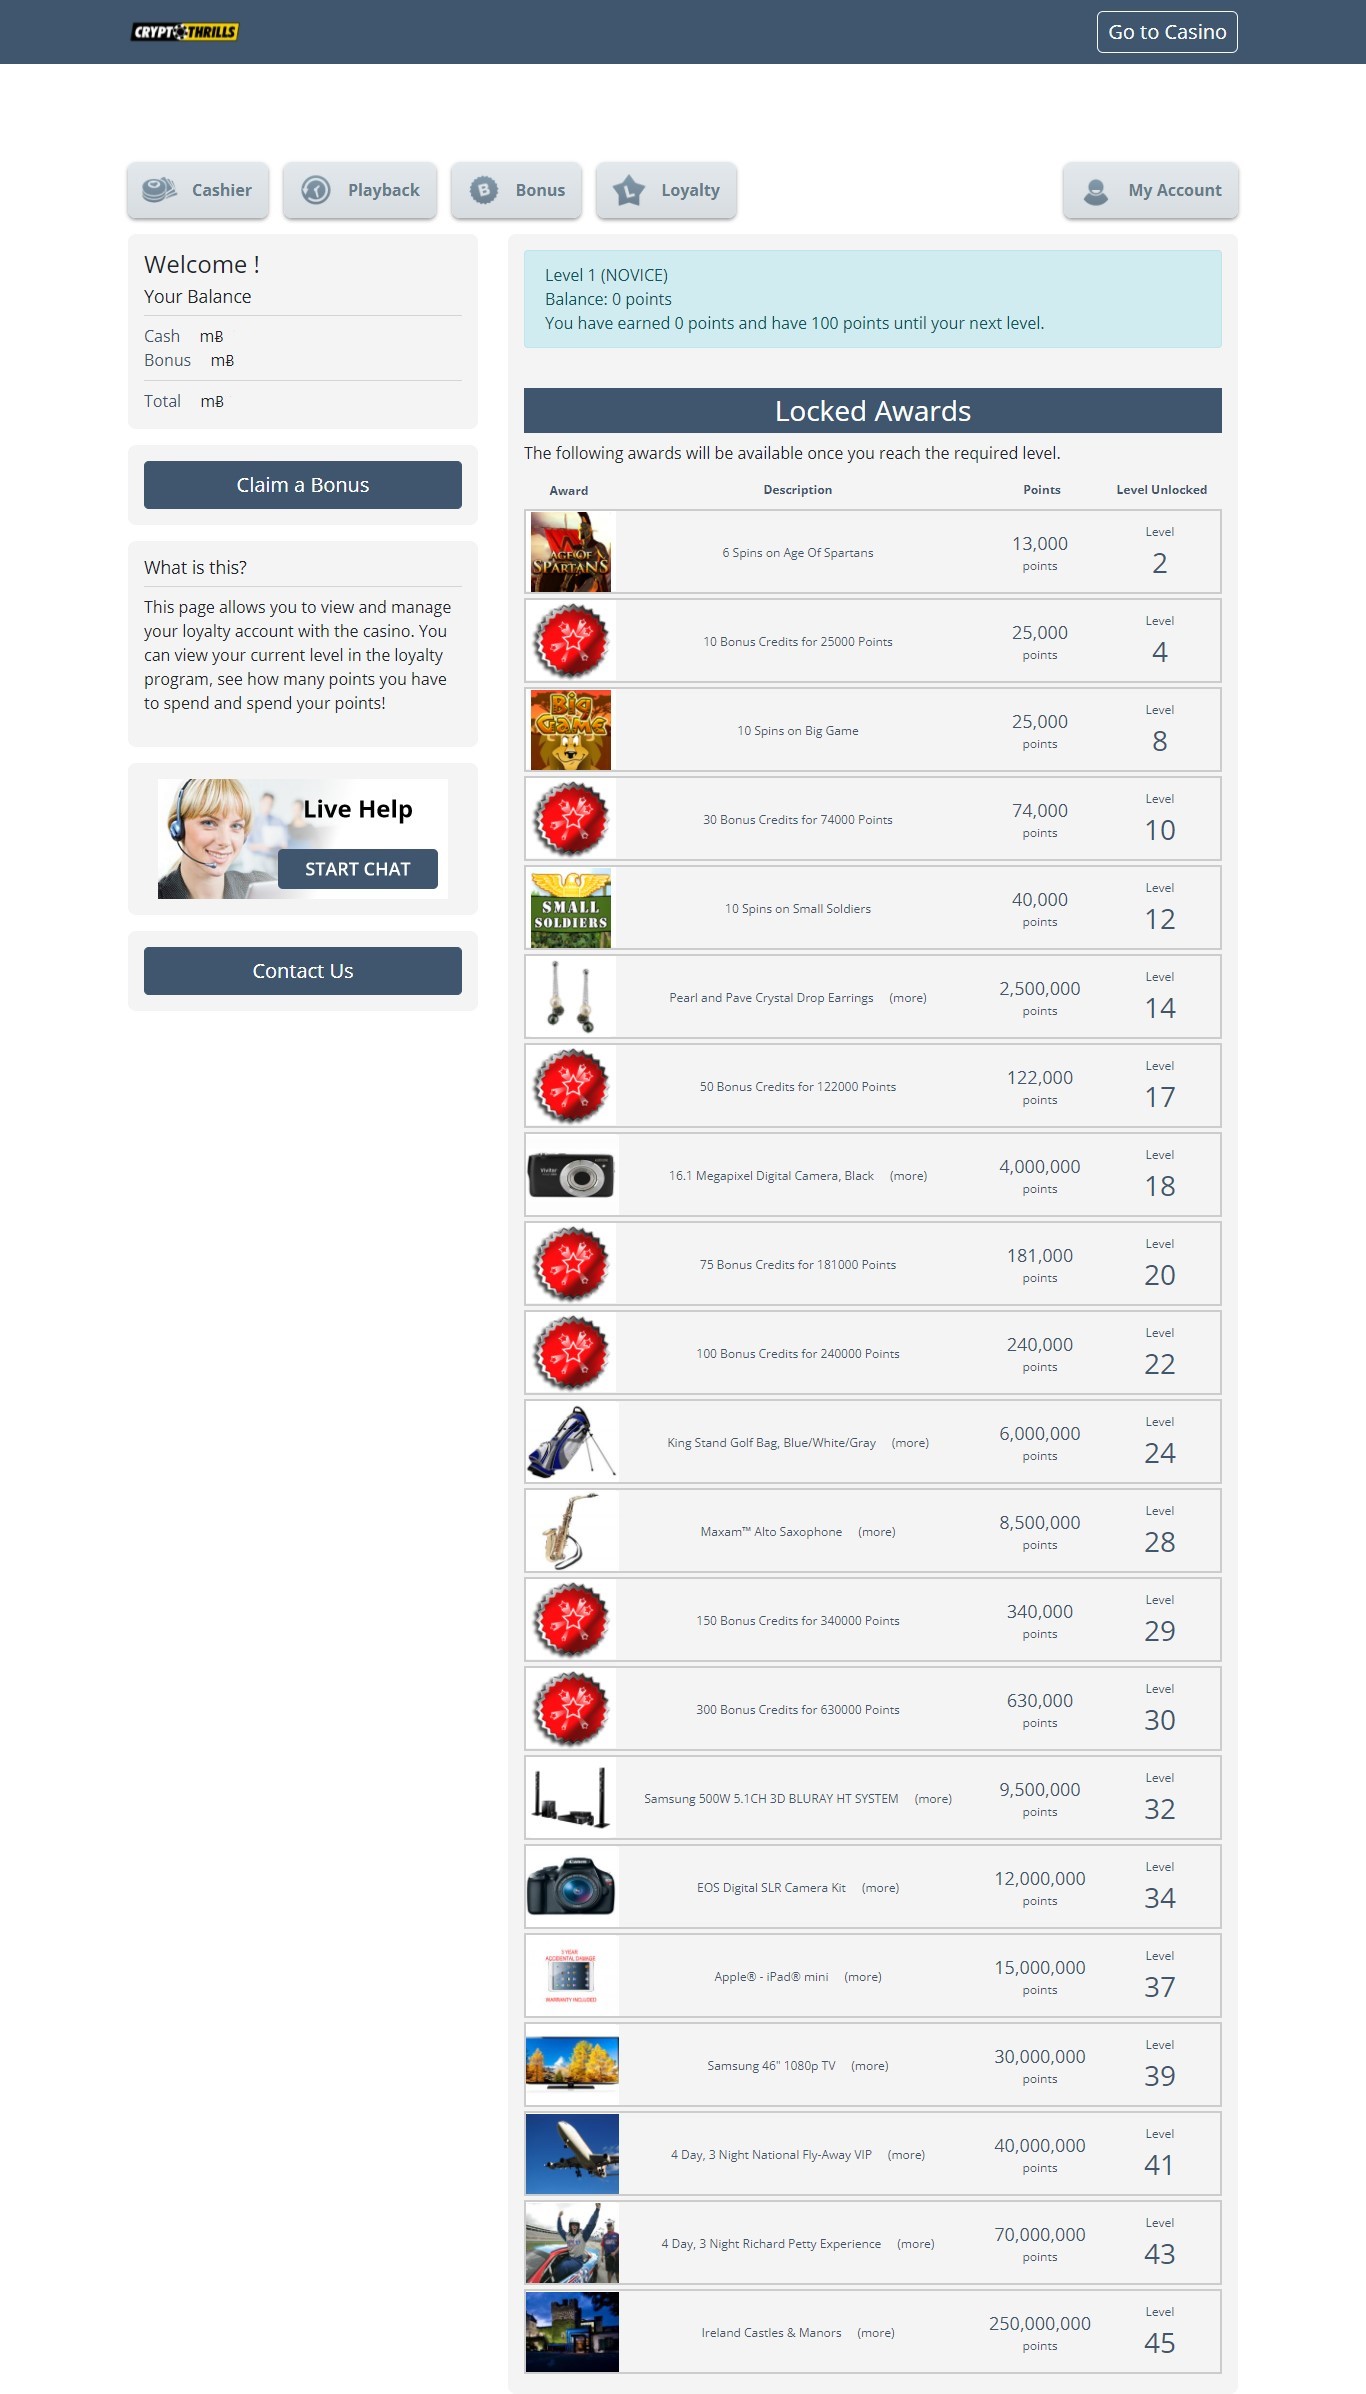 CRYPTOTHRILLS
Go to Casino
Cashier
Playback
Bonus
Loyalty
My Account
Welcome !
Your Balance
Cash mɃ
Bonus mɃ
Total mɃ
Claim a Bonus
What is this?
This page allows you to view and manage
your loyalty account with the casino. You
can view your current level in the loyalty
program, see how many points you have
to spend and spend your points!
Live Help
START CHAT
Contact Us
Level 1 (NOVICE)
Balance: 0 points
You have earned 0 points and have 100 points until your next level.
Locked Awards
The following awards will be available once you reach the required level.
Award Description Points Level Unlocked
AGE OF
SPARTANS
6 Spins on Age Of Spartans
13,000
points
Level
2
10 Bonus Credits for 25000 Points
25,000
points
Level
4
BIG
GAME
10 Spins on Big Game
25,000
points
Level
8
30 Bonus Credits for 74000 Points
74,000
points
Level
10
SMALL
SOLDIERS
10 Spins on Small Soldiers
40,000
points
Level
12
Pearl and Pave Crystal Drop Earrings (more)
2,500,000
points
Level
14
50 Bonus Credits for 122000 Points
122,000
points
Level
17
Vivitar
16.1 Megapixel Digital Camera, Black (more)
4,000,000
points
Level
18
75 Bonus Credits for 181000 Points
181,000
points
Level
20
100 Bonus Credits for 240000 Points
240,000
points
Level
22
King Stand Golf Bag, Blue/White/Gray (more)
6,000,000
points
Level
24
Maxam™ Alto Saxophone (more)
8,500,000
points
Level
28
150 Bonus Credits for 340000 Points
340,000
points
Level
29
300 Bonus Credits for 630000 Points
630,000
points
Level
30
Samsung 500W 5.1CH 3D BLURAY HT SYSTEM (more)
9,500,000
points
Level
32
Canon
EOS Digital SLR Camera Kit (more)
12,000,000
points
Level
34
3 YEAR
ACCIDENTAL DAMAGE
WARRANTY INCLUDED
Apple® - iPad® mini (more)
15,000,000
points
Level
37
Samsung 46" 1080p TV (more)
30,000,000
points
Level
39
4 Day, 3 Night National Fly-Away VIP (more)
40,000,000
points
Level
41
4 Day, 3 Night Richard Petty Experience (more)
70,000,000
points
Level
43
Ireland Castles & Manors (more)
250,000,000
points
Level
45